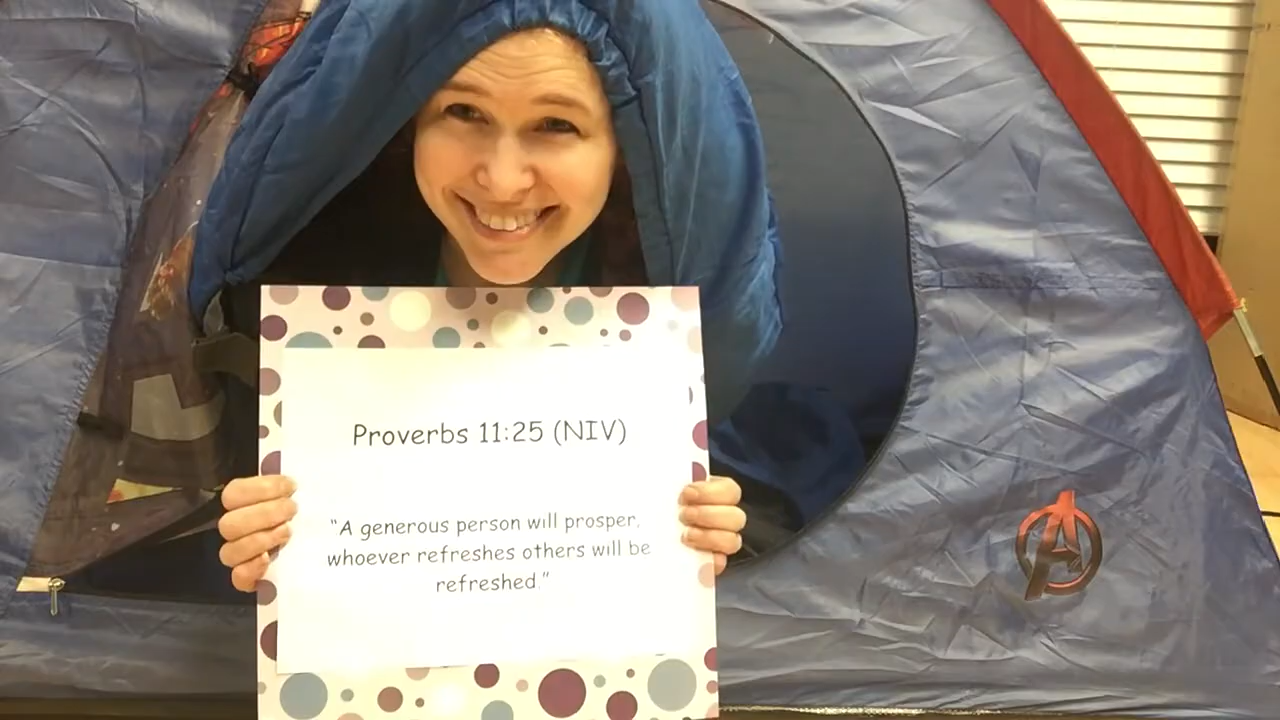 Proverbs 11:25 (NIV)
"A generous person will prosper,
whoever refreshes others will be
refreshed."